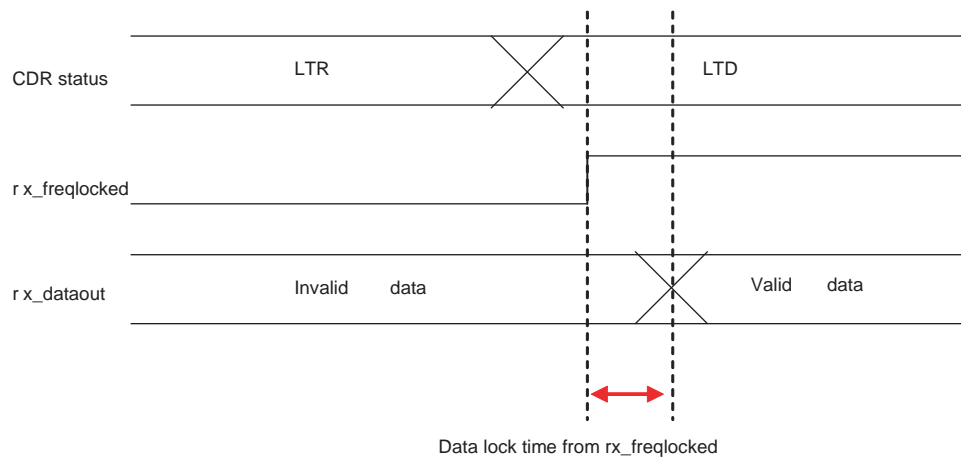 LTR LTD
CDR status
r x_freqlocked
Invalid data Valid data
r x_dataout
Data lock time from rx_freqlocked